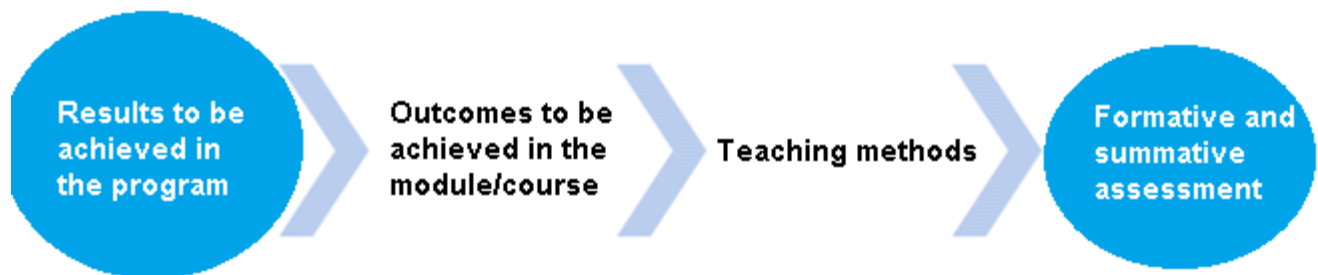 Results to be
achieved in
the program
Outcomes to be
achieved in the
module/course
Teaching methods
Formative and
summative
assessment